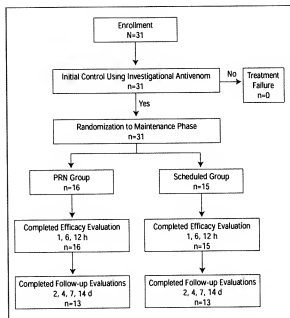 Enrollment
N=31
Initial Control Using Investigational Antivenom
n=31
No
Treatment
Failure
n=0
Yes
Randomization to Maintenance Phase
n=31
PRN Group
n=16
Scheduled Group
n=15
Completed Efficacy Evaluation
1, 6, 12 h
n=16
Completed Efficacy Evaluation
1, 6, 12 h
n=15
Completed Follow-up Evaluations
2, 4, 7, 14 d
n=13
Completed Follow-up Evaluations
2, 4, 7, 14 d
n=13